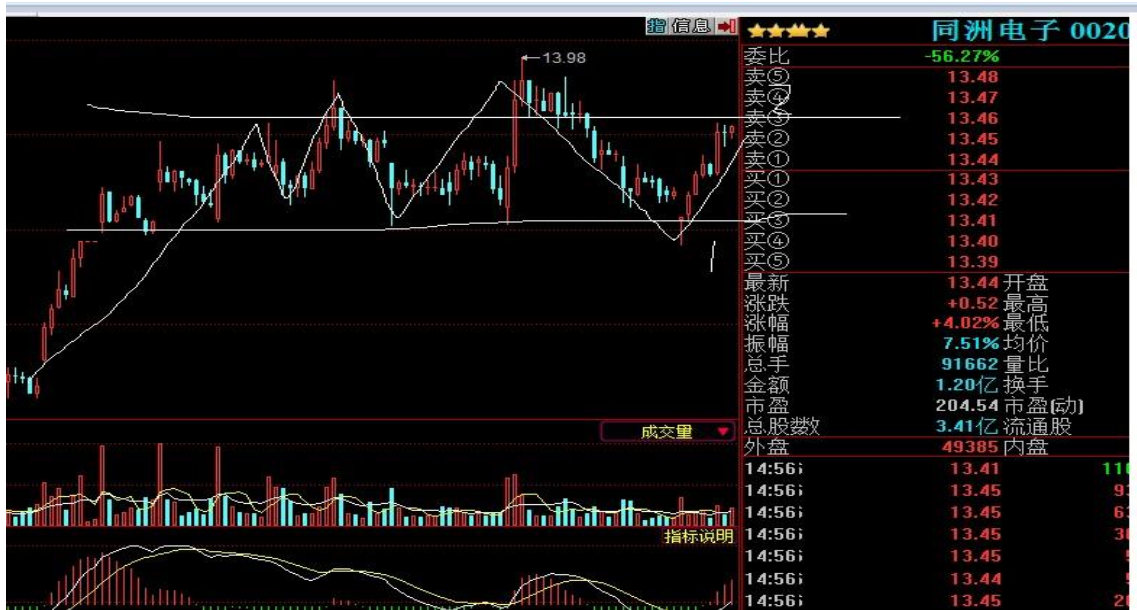 指 信息
同洲电子 0020
13.98
委比 -56.27%
卖⑤ 13.48
卖④ 13.47
卖③ 13.46
卖② 13.45
卖① 13.44
买① 13.43
买② 13.42
买③ 13.41
买④ 13.40
买⑤ 13.39
最新 13.44 开盘
涨跌 +0.52 最高
涨幅 +4.02% 最低
振幅 7.51% 均价
总手 91662 量比
金额 1.20亿 换手
市盈 204.54 市盈(动)
总股数 3.41亿 流通股
外盘 49385 内盘
成交量
指标说明
14:56 13.41 110
14:56 13.45
14:56 13.45
14:56 13.45
14:56 13.45
14:56 13.44
14:56 13.45